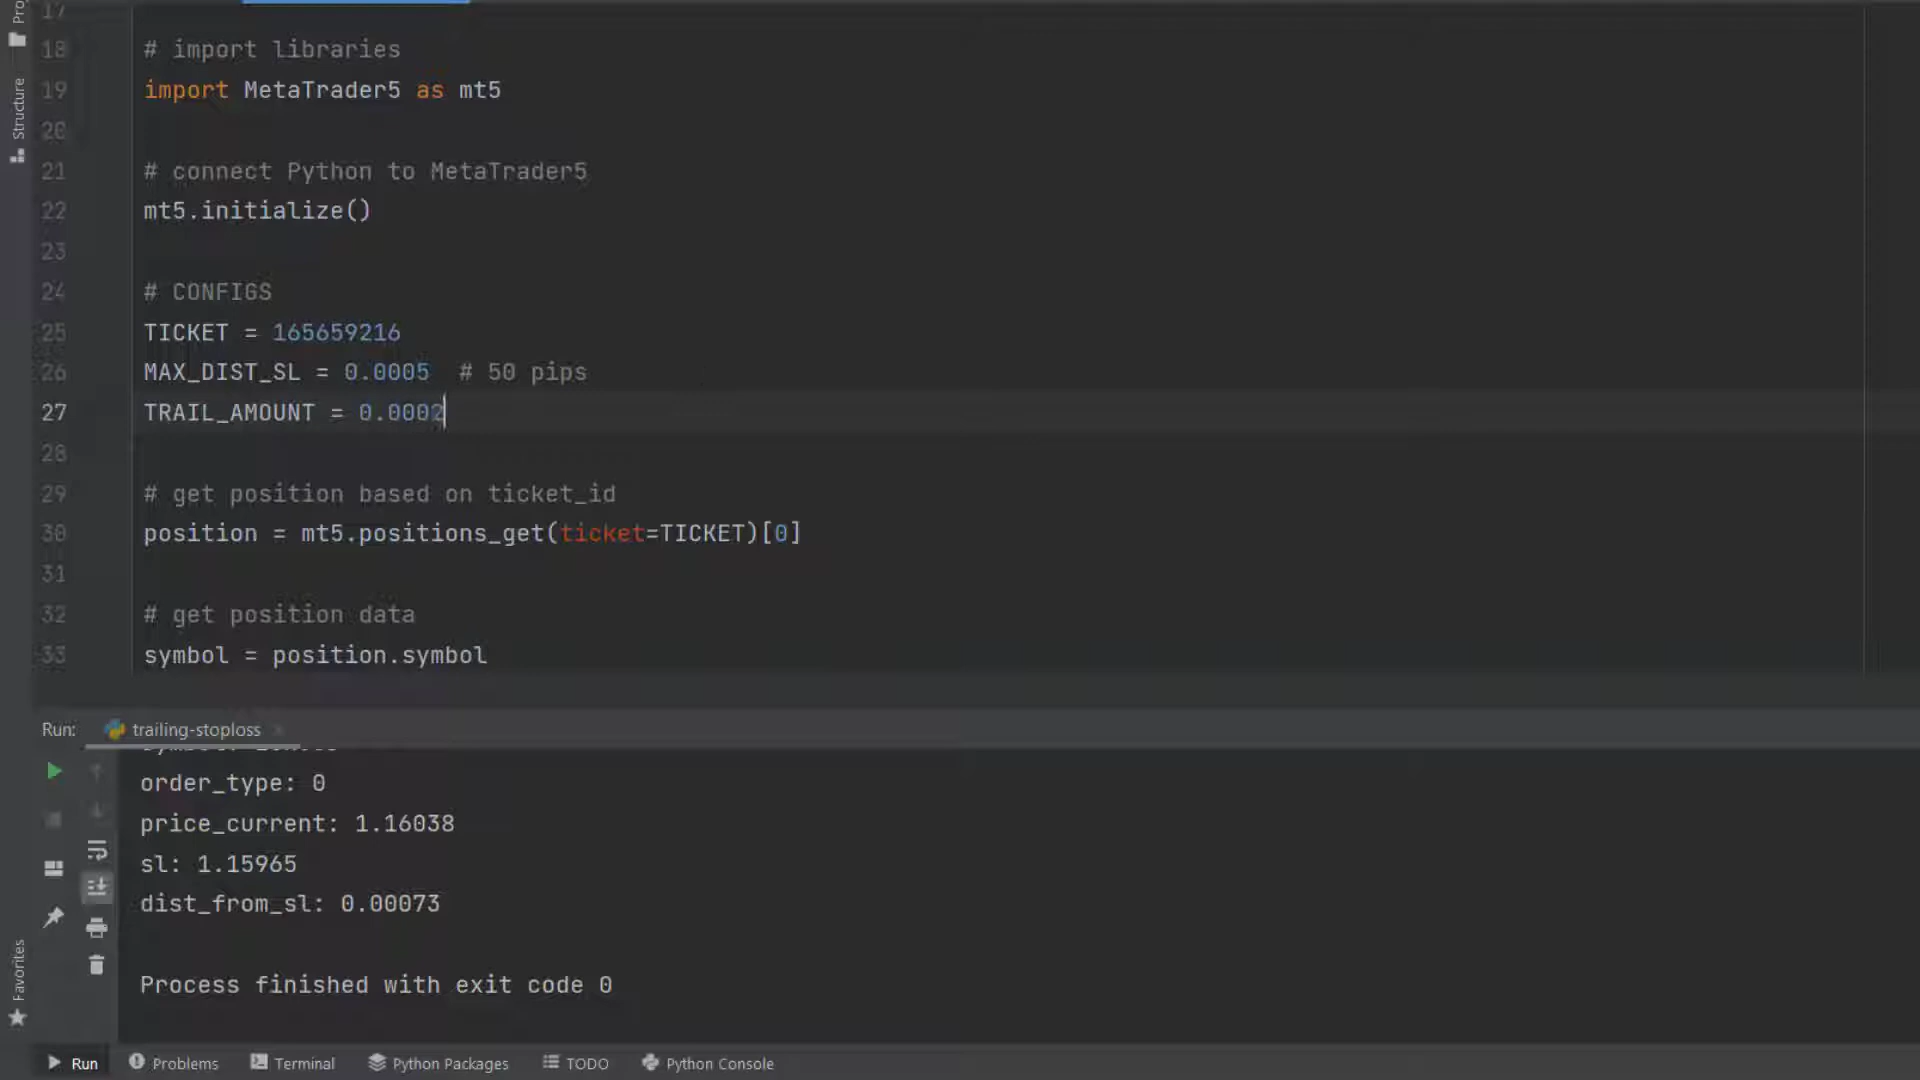 17
18 # import libraries
19 import MetaTrader5 as mt5
20
21 # connect Python to MetaTrader5
22 mt5.initialize()
23
24 # CONFIGS
25 TICKET = 165659216
26 MAX_DIST_SL = 0.0005  # 50 pips
27 TRAIL_AMOUNT = 0.0002
28
29 # get position based on ticket_id
30 position = mt5.positions_get(ticket=TICKET)[0]
31
32 # get position data
33 symbol = position.symbol
Structure
Run: trailing-stoploss
order_type: 0
price_current: 1.16038
sl: 1.15965
dist_from_sl: 0.00073
Process finished with exit code 0
Favorites
Run Problems Terminal Python Packages TODO Python Console